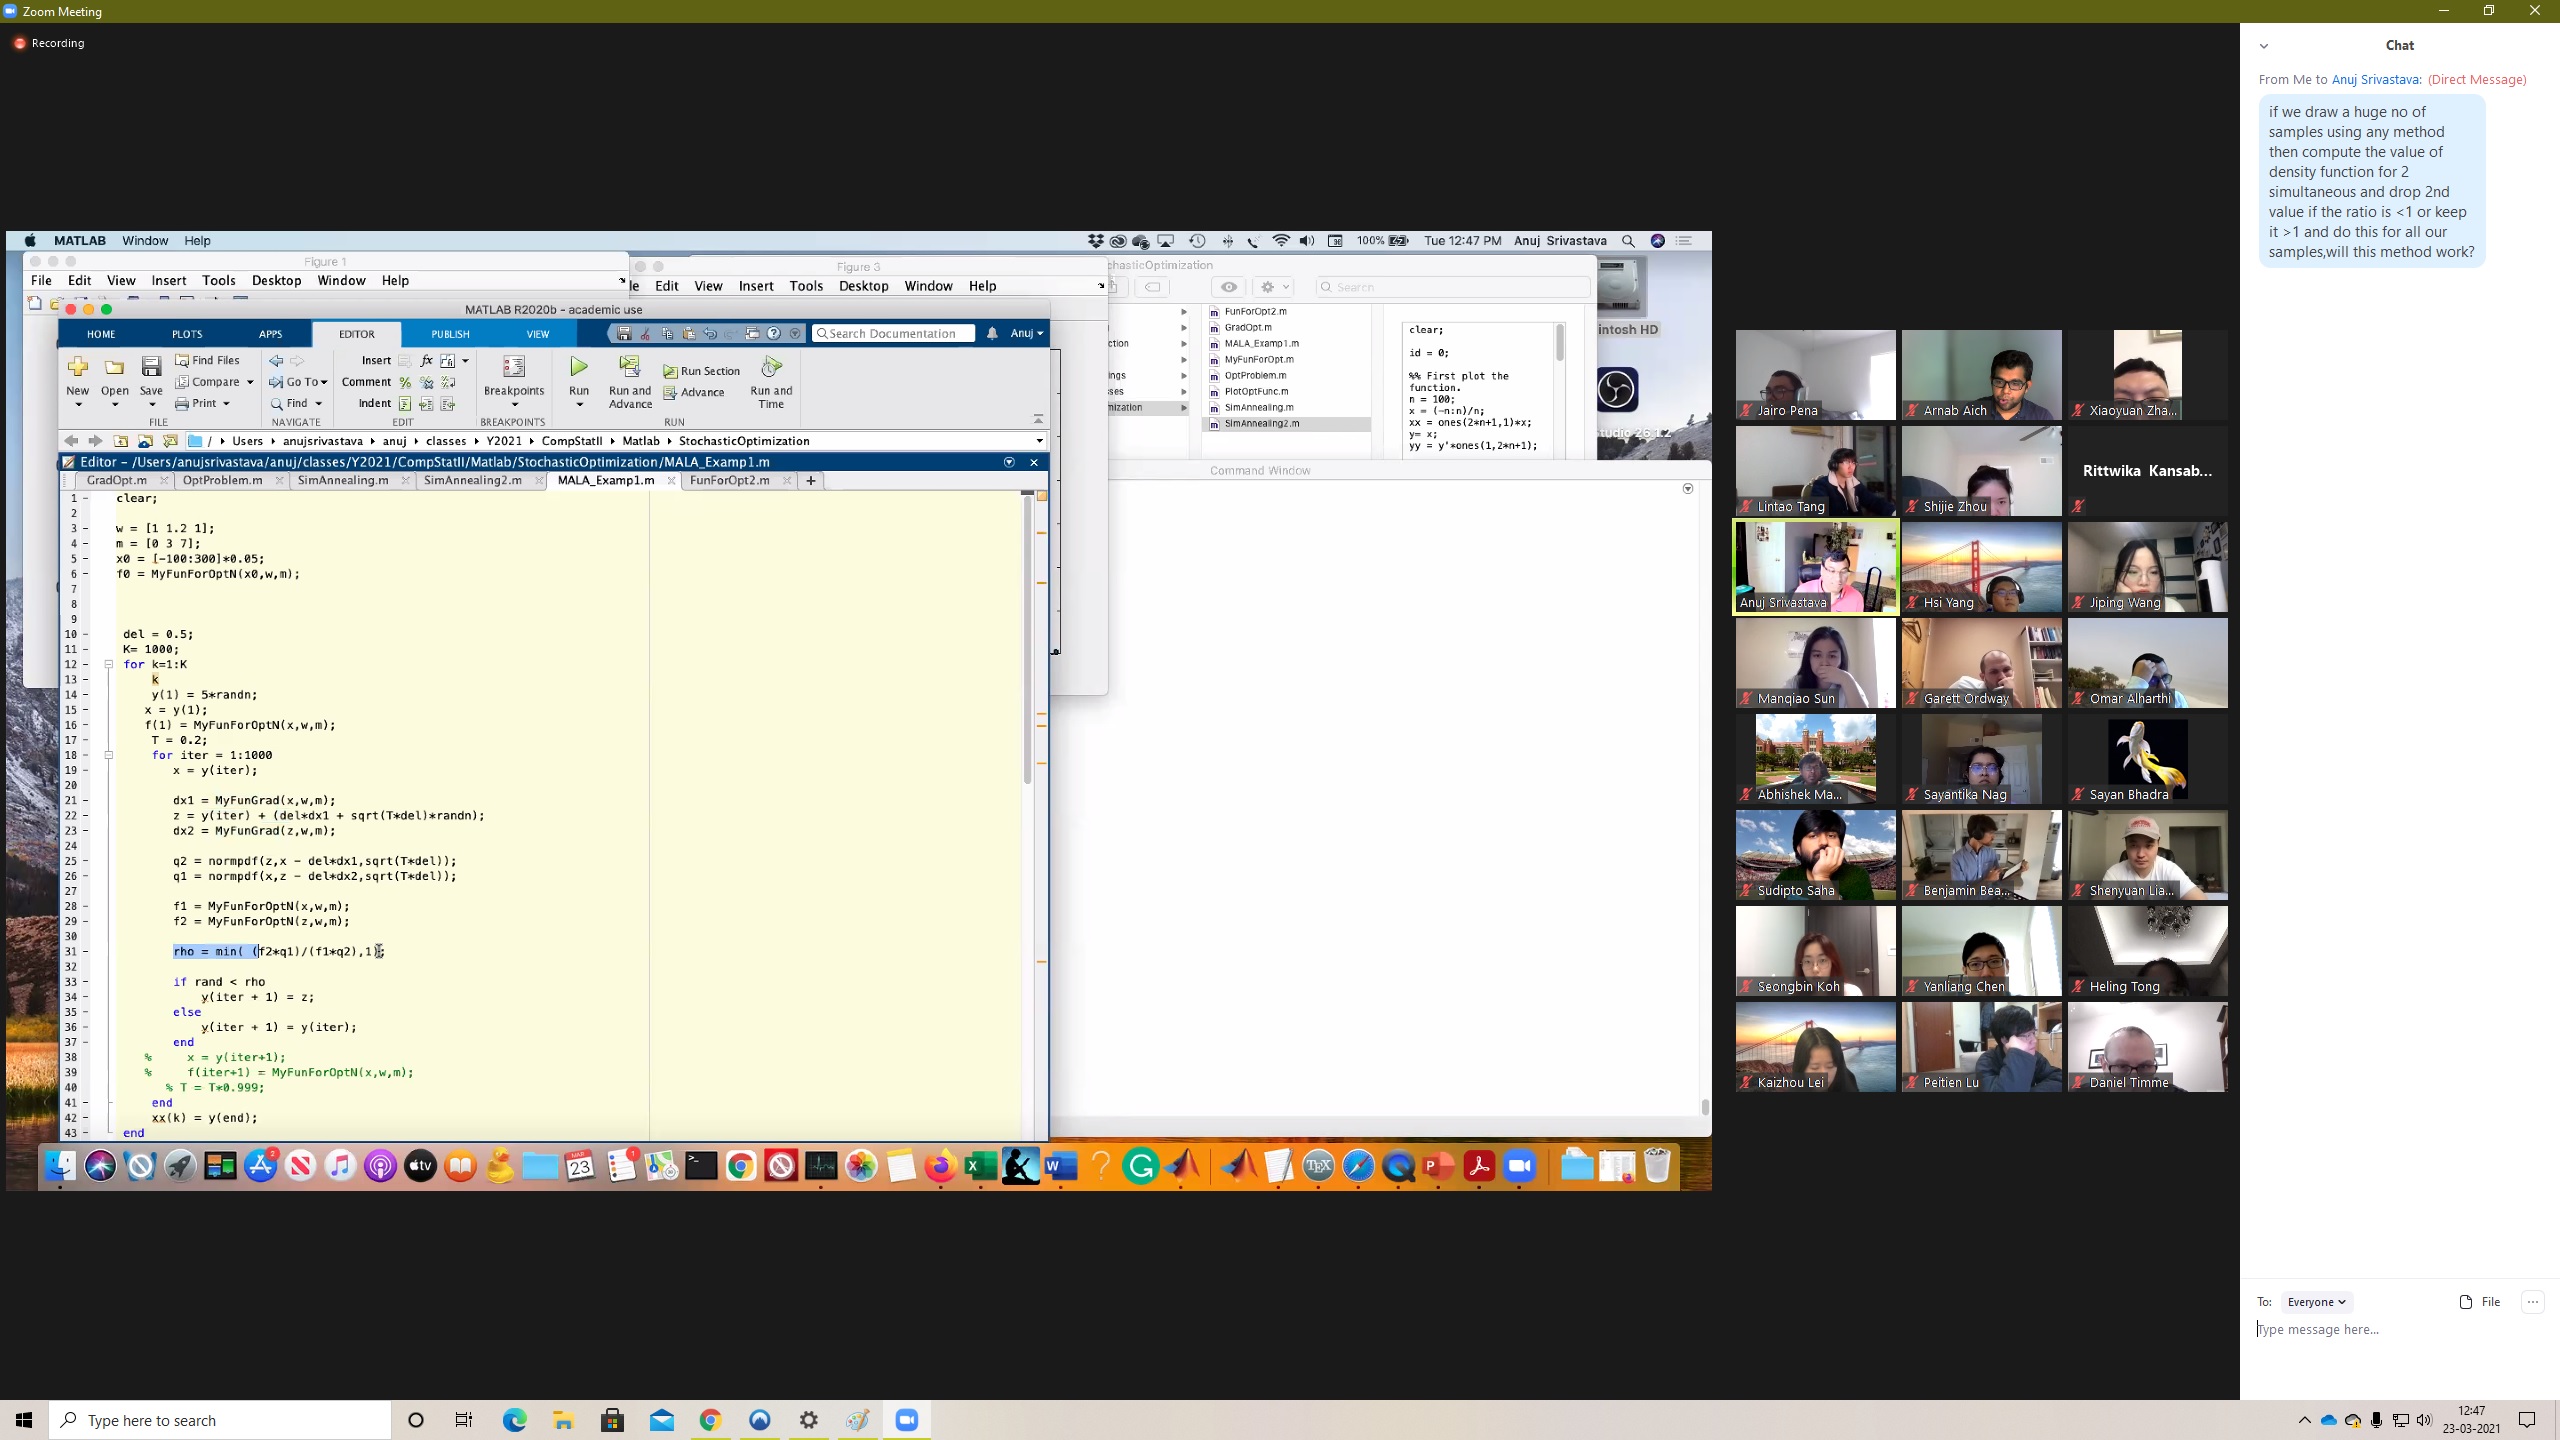 Zoom Meeting
Recording
MATLAB Window Help
100% Tue 12:47 PM Anuj Srivastava
Figure 1
File Edit View Insert Tools Desktop Window Help
Figure 3
Edit View Insert Tools Desktop Window Help
chasticOptimization
Search
FunForOpt2.m
GradOpt.m
MALA_Examp1.m
MyFunForOpt.m
OptProblem.m
PlotOptFunc.m
SimAnnealing.m
SimAnnealing2.m
clear;
id = 0;
%% First plot the
function.
n = 100;
x = (-n:n)/n;
xx = ones(2*n+1,1)*x;
y= x;
yy = y'*ones(1,2*n+1);
intosh HD
MATLAB R2020b - academic use
HOME PLOTS APPS EDITOR PUBLISH VIEW
Search Documentation
Anuj
New Open Save
Find Files
Compare
Print
Go To
Find
Insert
Comment
Indent
Breakpoints
Run
Run and Advance
Run Section
Advance
Run and Time
FILE NAVIGATE EDIT BREAKPOINTS RUN
/ Users anujsrivastava anuj classes Y2021 CompStatII Matlab StochasticOptimization
Editor - /Users/anujsrivastava/anuj/classes/Y2021/CompStatII/Matlab/StochasticOptimization/MALA_Examp1.m
GradOpt.m OptProblem.m SimAnnealing.m SimAnnealing2.m MALA_Examp1.m FunForOpt2.m
Command Window
1 - clear;
2
3 - w = [1 1.2 1];
4 - m = [0 3 7];
5 - x0 = [-100:300]*0.05;
6 - f0 = MyFunForOptN(x0,w,m);
7
8
9
10 - del = 0.5;
11 - K= 1000;
12 - for k=1:K
13 - k
14 - y(1) = 5*randn;
15 - x = y(1);
16 - f(1) = MyFunForOptN(x,w,m);
17 - T = 0.2;
18 - for iter = 1:1000
19 - x = y(iter);
20
21 - dx1 = MyFunGrad(x,w,m);
22 - z = y(iter) + (del*dx1 + sqrt(T*del)*randn);
23 - dx2 = MyFunGrad(z,w,m);
24
25 - q2 = normpdf(z,x - del*dx1,sqrt(T*del));
26 - q1 = normpdf(x,z - del*dx2,sqrt(T*del));
27
28 - f1 = MyFunForOptN(x,w,m);
29 - f2 = MyFunForOptN(z,w,m);
30
31 - rho = min( (f2*q1)/(f1*q2),1);
32
33 - if rand < rho
34 - y(iter + 1) = z;
35 - else
36 - y(iter + 1) = y(iter);
37 - end
38 % x = y(iter+1);
39 % f(iter+1) = MyFunForOptN(x,w,m);
40 % T = T*0.999;
41 - end
42 - xx(k) = y(end);
43 - end
Jairo Pena
Arnab Aich
Xiaoyuan Zha...
Lintao Tang
Shijie Zhou
Rittwika Kansab...
Anuj Srivastava
Hsi Yang
Jiping Wang
Manqiao Sun
Garett Ordway
Omar Alharthi
Abhishek Ma...
Sayantika Nag
Sayan Bhadra
Sudipto Saha
Benjamin Bea...
Shenyuan Lia...
Seongbin Koh
Yanliang Chen
Heling Tong
Kaizhou Lei
Peitien Lu
Daniel Timme
Chat
From Me to Anuj Srivastava: (Direct Message)
if we draw a huge no of
samples using any method
then compute the value of
density function for 2
simultaneous and drop 2nd
value if the ratio is <1 or keep
it >1 and do this for all our
samples,will this method work?
To: Everyone
File
Type message here...
Type here to search
12:47
23-03-2021